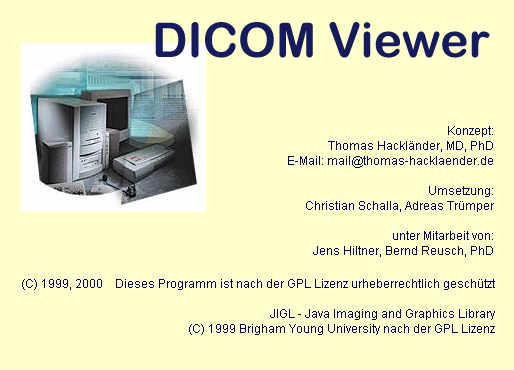 DICOM Viewer
Konzept:
Thomas Hackländer, MD, PhD
E-Mail: mail@thomas-hacklaender.de
Umsetzung:
Christian Schalla, Adreas Trümper
unter Mitarbeit von:
Jens Hiltner, Bernd Reusch, PhD
(C) 1999, 2000 Dieses Programm ist nach der GPL Lizenz urheberrechtlich geschützt
JIGL - Java Imaging and Graphics Library
(C) 1999 Brigham Young University nach der GPL Lizenz